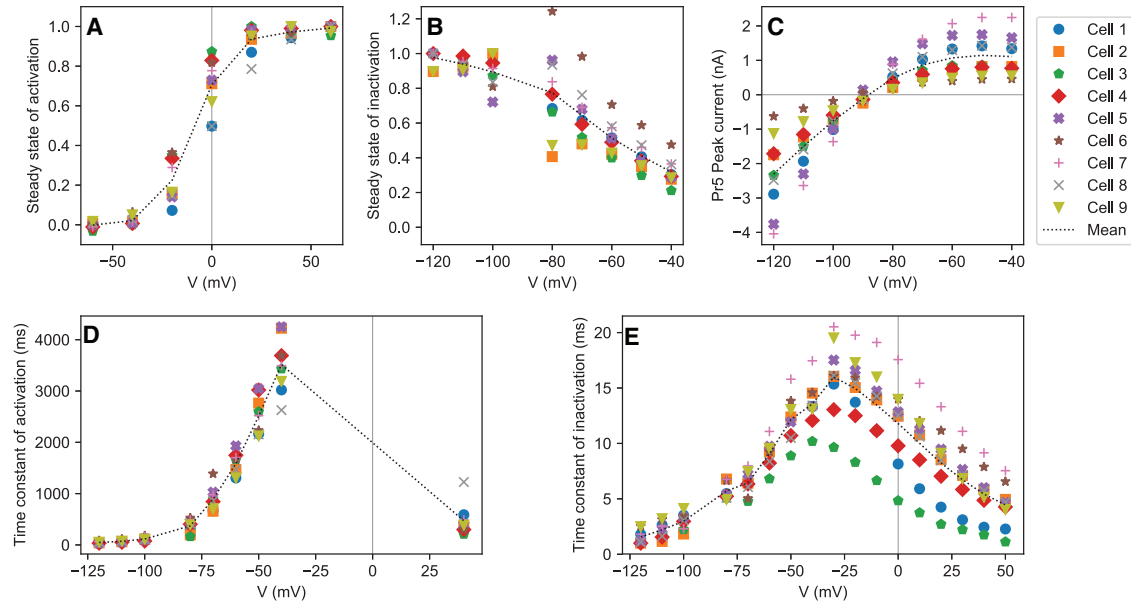 A
Steady state of activation
1.0
0.8
0.6
0.4
0.2
0.0
−50
0
50
V (mV)
B
Steady state of inactivation
1.2
1.0
0.8
0.6
0.4
0.2
0.0
−120
−100
−80
−60
−40
V (mV)
C
Pr5 Peak current (nA)
2
1
0
−1
−2
−3
−4
−120
−110
−100
−90
−80
−70
−60
−50
−40
V (mV)
Cell 1
Cell 2
Cell 3
Cell 4
Cell 5
Cell 6
Cell 7
Cell 8
Cell 9
Mean
D
Time constant of activation (ms)
4000
3000
2000
1000
0
−125
−100
−75
−50
−25
0
25
V (mV)
E
Time constant of inactivation (ms)
20
15
10
5
0
−125
−100
−75
−50
−25
0
25
50
V (mV)